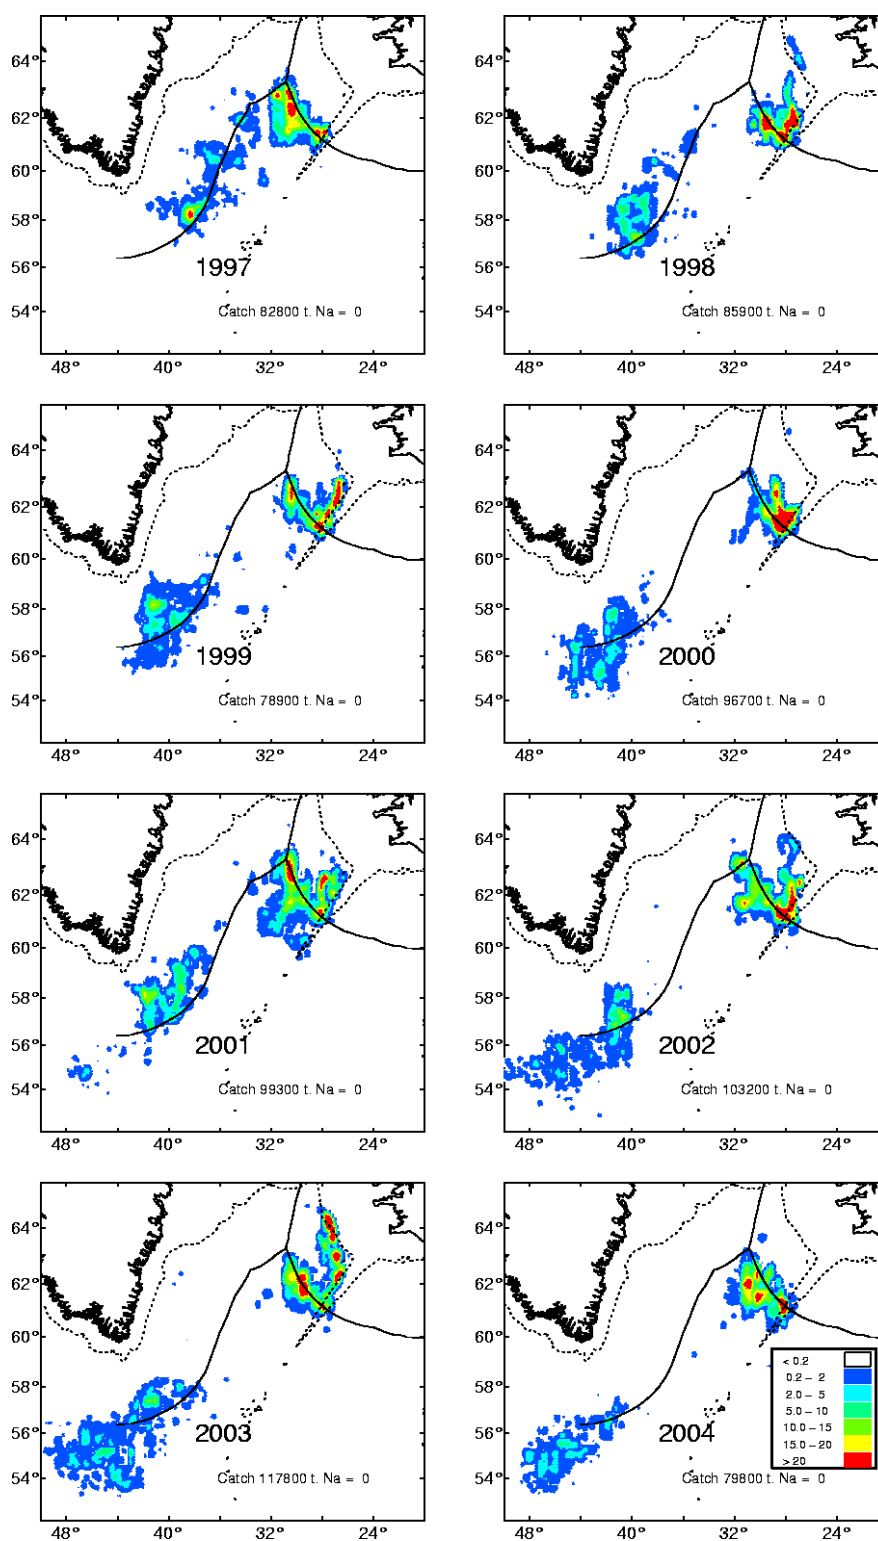 64° 64°
62° 62°
60° 60°
58° 58°
56° 1997 56° 1998
54° Catch 82800 t. Na = 0 54° Catch 85900 t. Na = 0
48° 40° 32° 24° 48° 40° 32° 24°
64° 64°
62° 62°
60° 60°
58° 58°
56° 1999 56° 2000
54° Catch 78900 t. Na = 0 54° Catch 96700 t. Na = 0
48° 40° 32° 24° 48° 40° 32° 24°
64° 64°
62° 62°
60° 60°
58° 58°
56° 2001 56° 2002
54° Catch 99300 t. Na = 0 54° Catch 103200 t. Na = 0
48° 40° 32° 24° 48° 40° 32° 24°
64° 64°
62° 62°
60° 60°
58° 58°
56° 2003 56° 2004
54° Catch 117800 t. Na = 0 54° Catch 79800 t. Na = 0
48° 40° 32° 24° 48° 40° 32° 24°
< 0.2
0.2 – 2
2.0 – 5
5.0 – 10
10.0 – 15
15.0 – 20
> 20